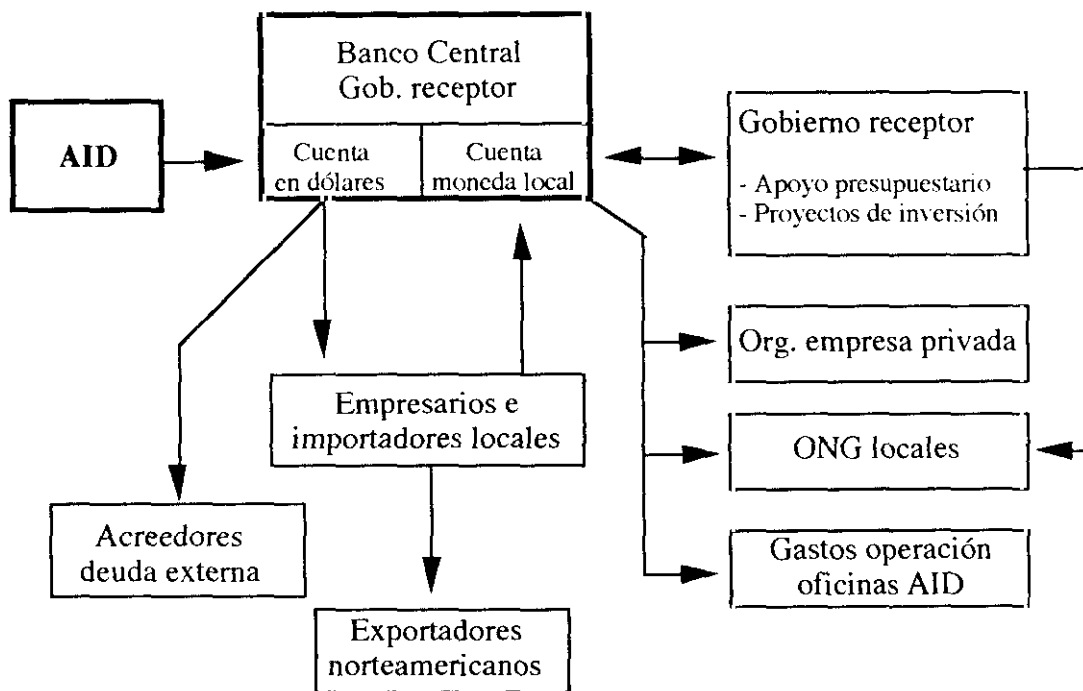 Banco Central
Gob. receptor
AID
Cuenta
en dólares
Cuenta
moneda local
Gobierno receptor
- Apoyo presupuestario
- Proyectos de inversión
Org. empresa privada
Empresarios e
importadores locales
ONG locales
Acreedores
deuda externa
Gastos operación
oficinas AID
Exportadores
norteamericanos